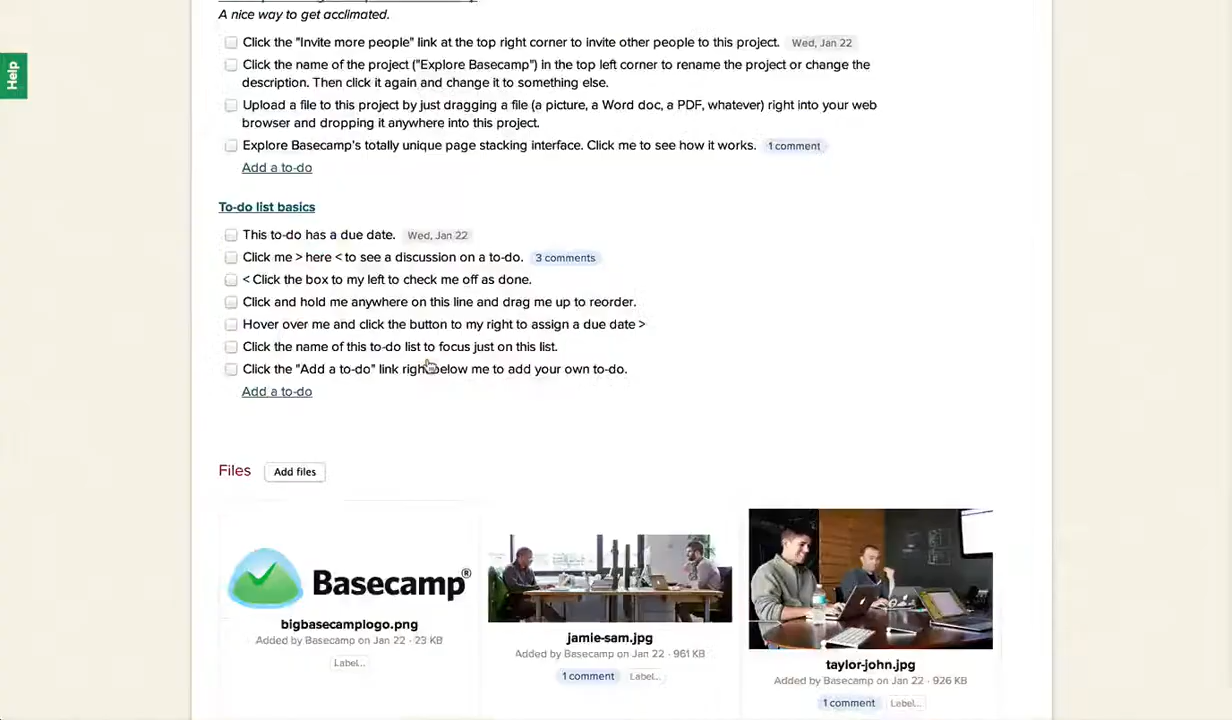 A nice way to get acclimated.
Help
Click the "Invite more people" link at the top right corner to invite other people to this project. Wed, Jan 22
Click the name of the project ("Explore Basecamp") in the top left corner to rename the project or change the
description. Then click it again and change it to something else.
Upload a file to this project by just dragging a file (a picture, a Word doc, a PDF, whatever) right into your web
browser and dropping it anywhere into this project.
Explore Basecamp's totally unique page stacking interface. Click me to see how it works. 1 comment
Add a to-do
To-do list basics
This to-do has a due date. Wed, Jan 22
Click me > here < to see a discussion on a to-do. 3 comments
< Click the box to my left to check me off as done.
Click and hold me anywhere on this line and drag me up to reorder.
Hover over me and click the button to my right to assign a due date >
Click the name of this to-do list to focus just on this list.
Click the "Add a to-do" link right below me to add your own to-do.
Add a to-do
Files Add files
Basecamp®
bigbasecamplogo.png
Added by Basecamp on Jan 22 · 23 KB
Label...
jamie-sam.jpg
Added by Basecamp on Jan 22 · 961 KB
1 comment Label...
taylor-john.jpg
Added by Basecamp on Jan 22 · 926 KB
1 comment Label...